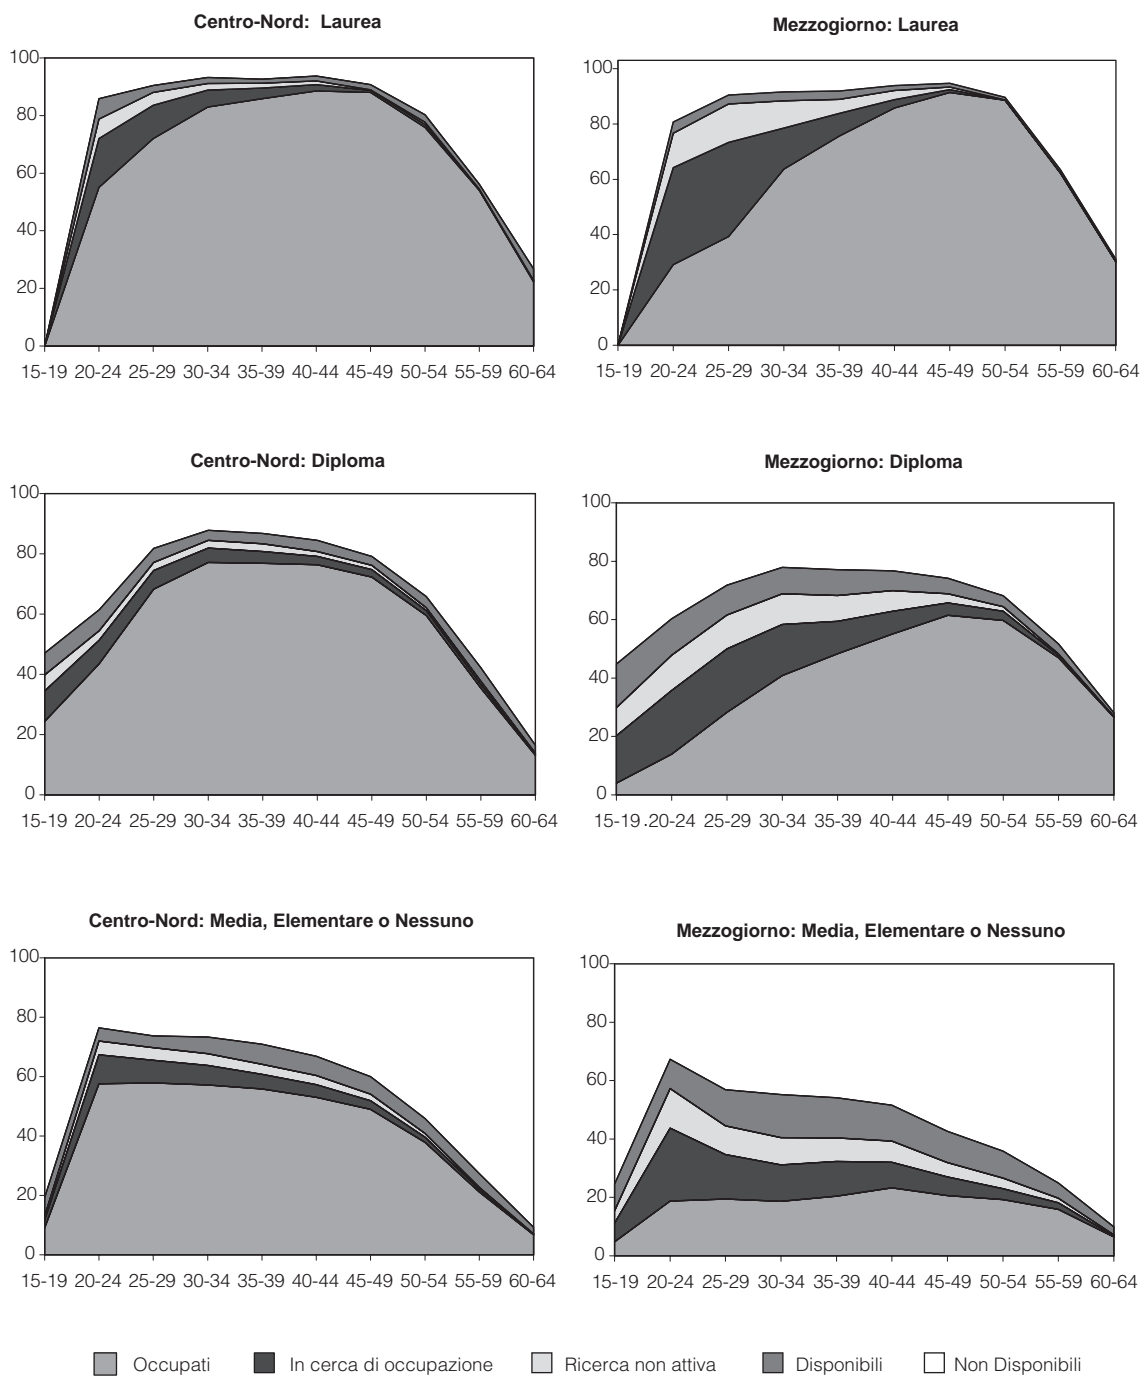 Centro-Nord: Laurea
100
80
60
40
20
0
15-19 20-24 25-29 30-34 35-39 40-44 45-49 50-54 55-59 60-64
Mezzogiorno: Laurea
100
80
60
40
20
0
15-19 20-24 25-29 30-34 35-39 40-44 45-49 50-54 55-59 60-64
Centro-Nord: Diploma
100
80
60
40
20
0
15-19 20-24 25-29 30-34 35-39 40-44 45-49 50-54 55-59 60-64
Mezzogiorno: Diploma
100
80
60
40
20
0
15-19 .20-24 25-29 30-34 35-39 40-44 45-49 50-54 55-59 60-64
Centro-Nord: Media, Elementare o Nessuno
100
80
60
40
20
0
15-19 20-24 25-29 30-34 35-39 40-44 45-49 50-54 55-59 60-64
Mezzogiorno: Media, Elementare o Nessuno
100
80
60
40
20
0
15-19 20-24 25-29 30-34 35-39 40-44 45-49 50-54 55-59 60-64
Occupati In cerca di occupazione Ricerca non attiva Disponibili Non Disponibili